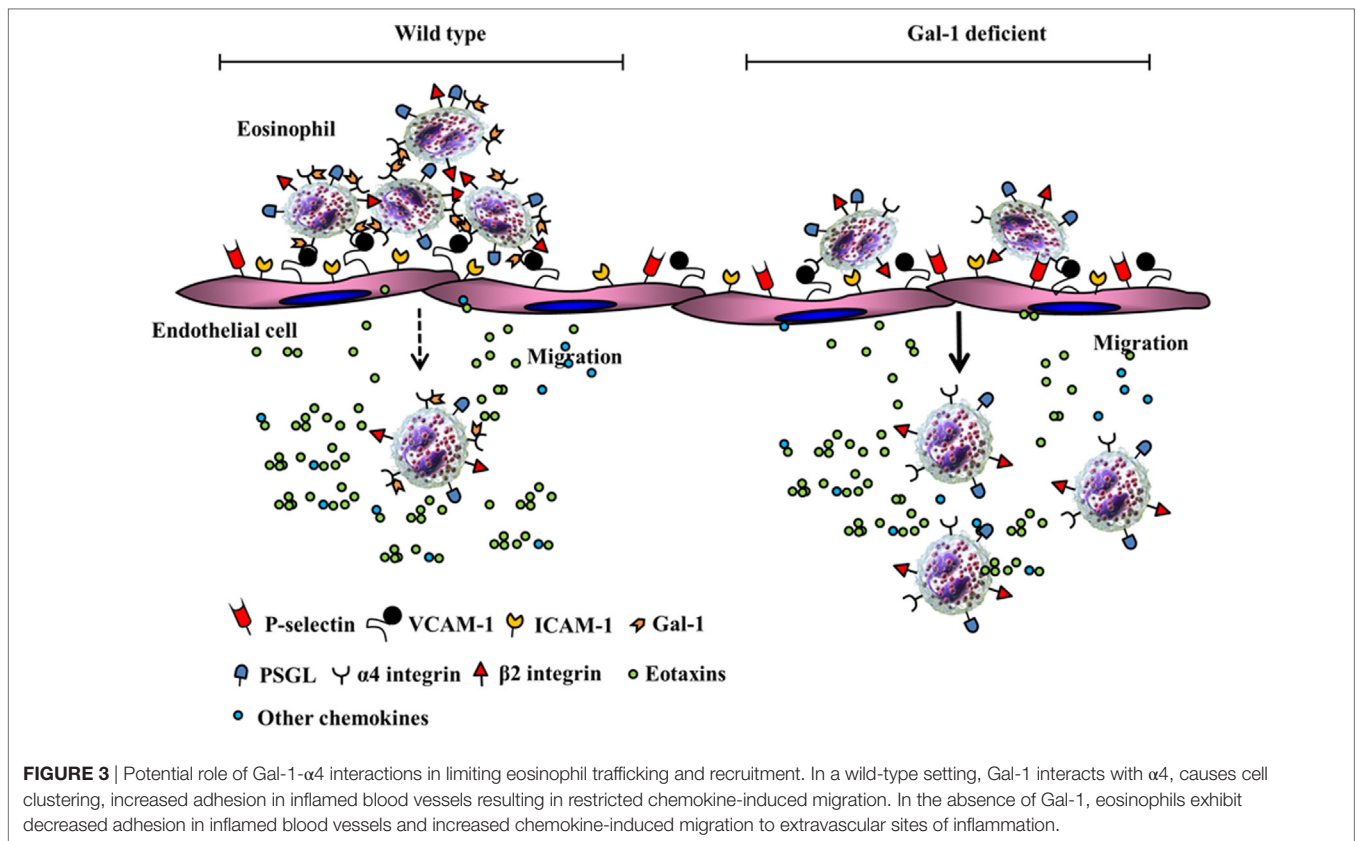 Wild type
Gal-1 deficient
Eosinophil
Endothelial cell
Migration
Migration
P-selectin VCAM-1 ICAM-1 Gal-1
PSGL α4 integrin β2 integrin Eotaxins
Other chemokines
FIGURE 3 | Potential role of Gal-1-α4 interactions in limiting eosinophil trafficking and recruitment. In a wild-type setting, Gal-1 interacts with α4, causes cell
clustering, increased adhesion in inflamed blood vessels resulting in restricted chemokine-induced migration. In the absence of Gal-1, eosinophils exhibit
decreased adhesion in inflamed blood vessels and increased chemokine-induced migration to extravascular sites of inflammation.